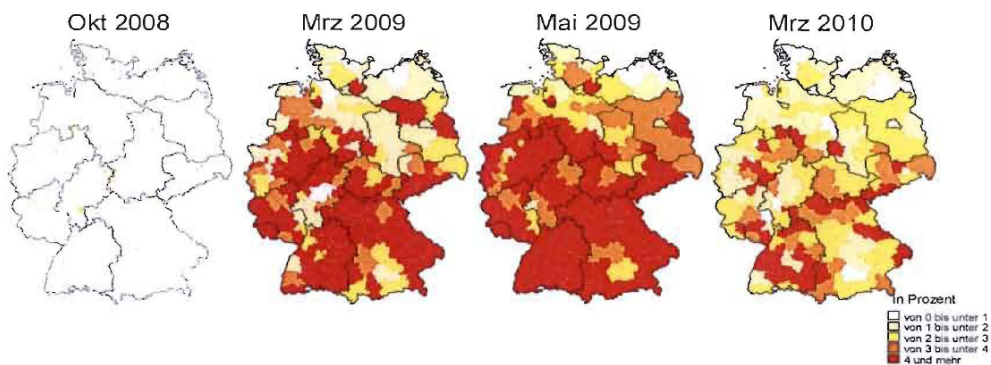 Okt 2008
Mrz 2009
Mai 2009
Mrz 2010
In Prozent
von 0 bis unter 1
von 1 bis unter 2
von 2 bis unter 3
von 3 bis unter 4
4 und mehr